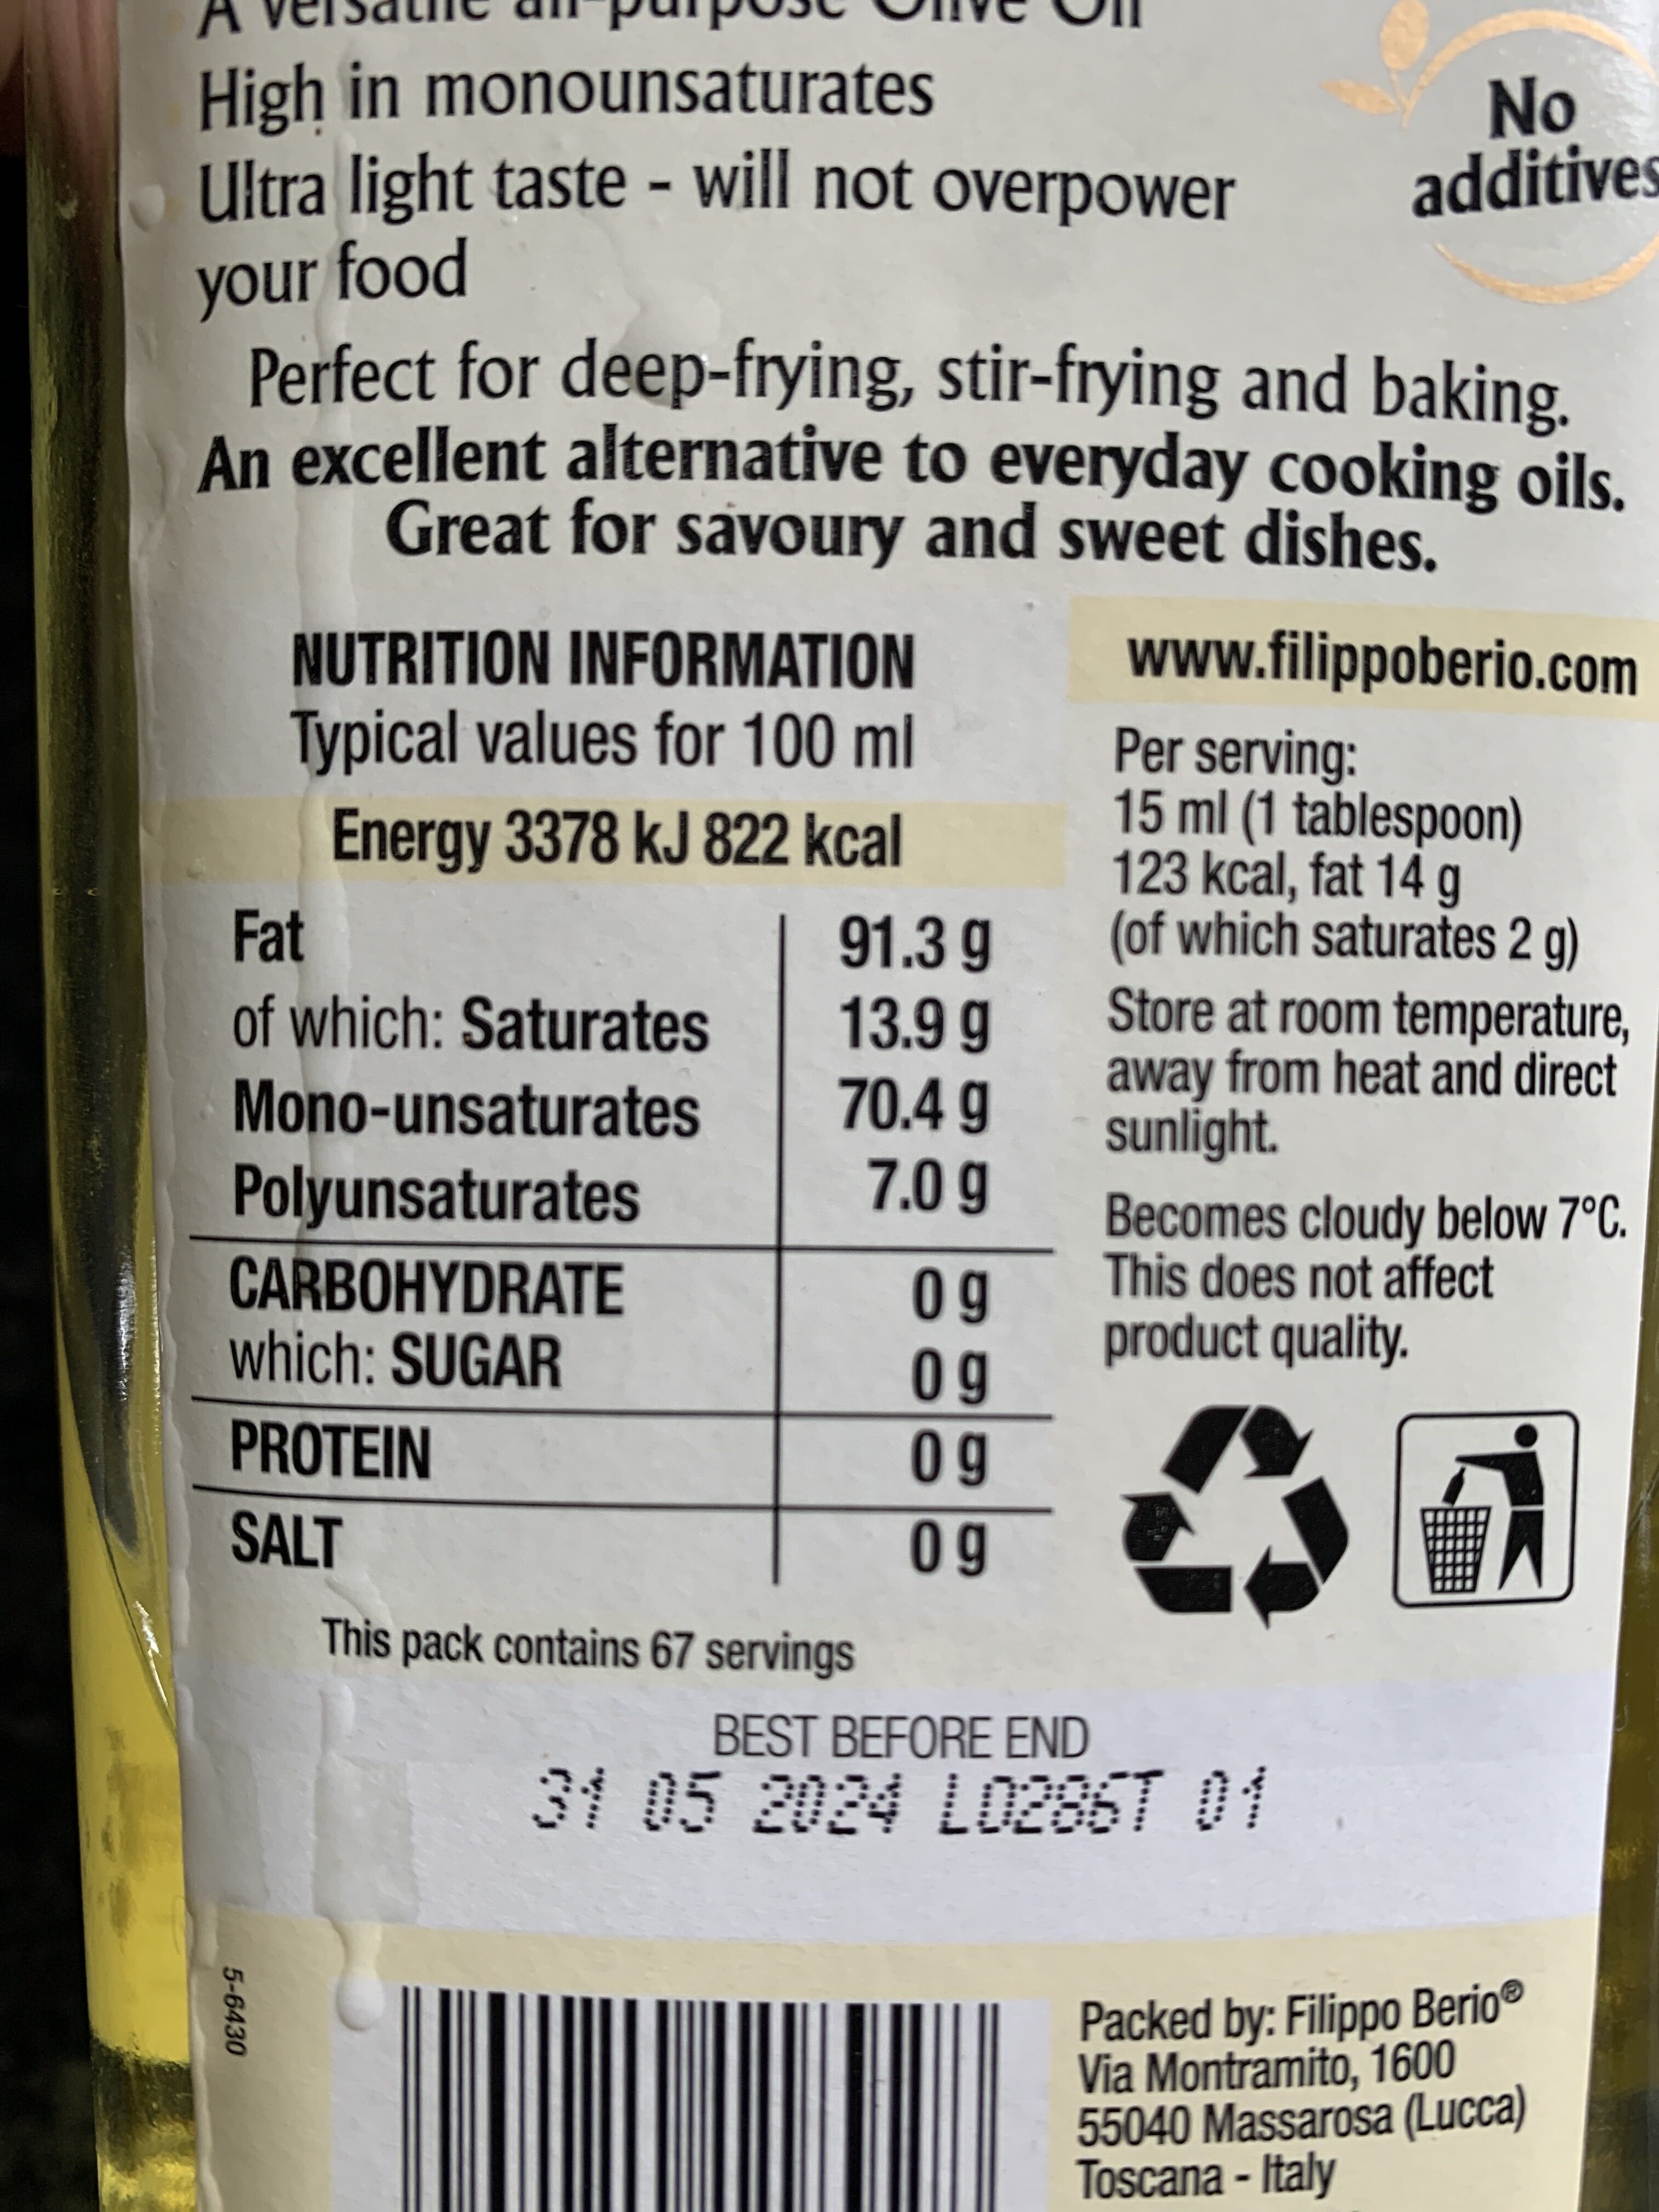 A versatile all-purpose Olive Oil
High in monounsaturates
Ultra light taste - will not overpower
your food
No
additives
Perfect for deep-frying, stir-frying and baking.
An excellent alternative to everyday cooking oils.
Great for savoury and sweet dishes.
NUTRITION INFORMATION
Typical values for 100 ml
Energy 3378 kJ 822 kcal
Fat 91.3 g
of which: Saturates 13.9 g
Mono-unsaturates 70.4 g
Polyunsaturates 7.0 g
CARBOHYDRATE 0 g
which: SUGAR 0 g
PROTEIN 0 g
SALT 0 g
This pack contains 67 servings
www.filippoberio.com
Per serving:
15 ml (1 tablespoon)
123 kcal, fat 14 g
(of which saturates 2 g)
Store at room temperature,
away from heat and direct
sunlight.
Becomes cloudy below 7°C.
This does not affect
product quality.
BEST BEFORE END
31 05 2024 L0286T 01
5-6430
Packed by: Filippo Berio®
Via Montramito, 1600
55040 Massarosa (Lucca)
Toscana - Italy